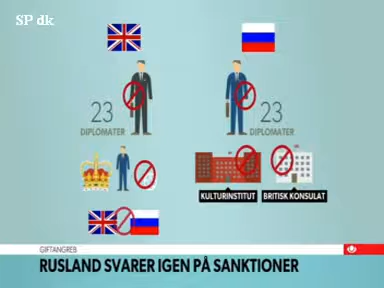 SP dk
23
DIPLOMATER
23
DIPLOMATER
KULTURINSTITUT
BRITISK KONSULAT
GIFTANGREB
RUSLAND SVARER IGEN PÅ SANKTIONER